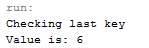 run:
Checking last key
Value is: 6